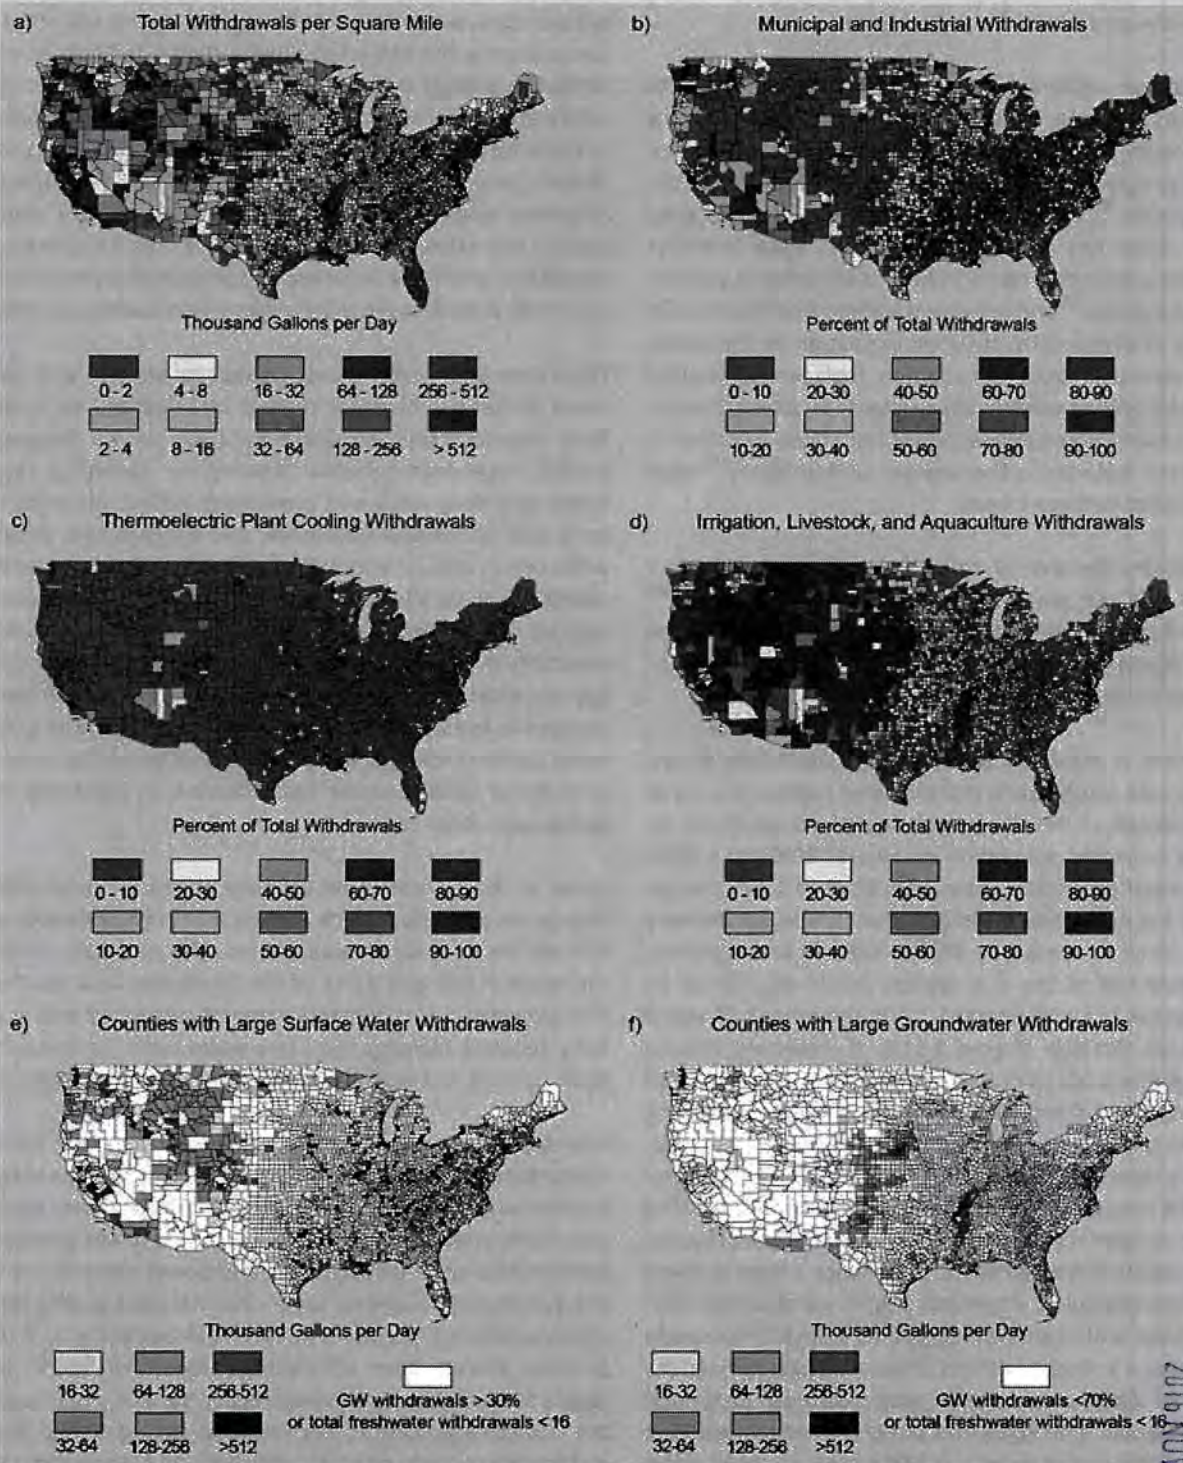 a) Total Withdrawals per Square Mile
Thousand Gallons per Day
0 - 2 4 - 8 16 - 32 64 - 128 256 - 512
2 - 4 8 - 16 32 - 64 128 - 256 > 512
b) Municipal and Industrial Withdrawals
Percent of Total Withdrawals
0 - 10 20-30 40-50 60-70 80-90
10-20 30-40 50-60 70-80 90-100
c) Thermoelectric Plant Cooling Withdrawals
Percent of Total Withdrawals
0 - 10 20-30 40-50 60-70 80-90
10-20 30-40 50-60 70-80 90-100
d) Irrigation, Livestock, and Aquaculture Withdrawals
Percent of Total Withdrawals
0 - 10 20-30 40-50 60-70 80-90
10-20 30-40 50-60 70-80 90-100
e) Counties with Large Surface Water Withdrawals
Thousand Gallons per Day
16-32 64-128 256-512
GW withdrawals >30%
or total freshwater withdrawals <16
32-64 128-256 >512
f) Counties with Large Groundwater Withdrawals
Thousand Gallons per Day
16-32 64-128 256-512
GW withdrawals <70%
or total freshwater withdrawals <16
32-64 128-256 >512